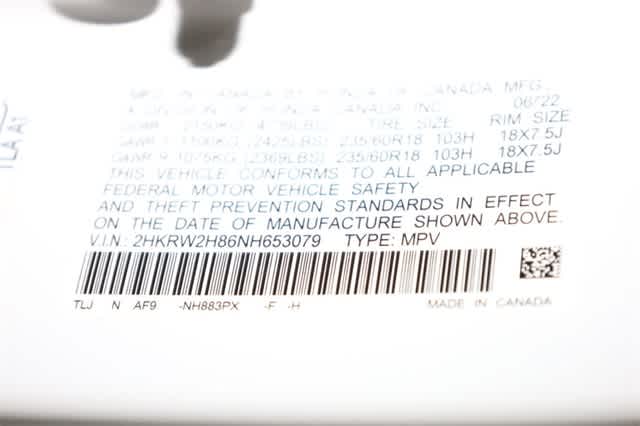 MFD. IN CANADA BY HONDA OF CANADA MFG.,
A DIVISION OF HONDA CANADA INC. 06/22
GVWR 2150KG (4739LBS) TIRE SIZE RIM SIZE
GAWR F 1100KG (2425LBS) 235/60R18 103H 18X7.5J
GAWR R 1075KG (2369LBS) 235/60R18 103H 18X7.5J
THIS VEHICLE CONFORMS TO ALL APPLICABLE
FEDERAL MOTOR VEHICLE SAFETY
AND THEFT PREVENTION STANDARDS IN EFFECT
ON THE DATE OF MANUFACTURE SHOWN ABOVE.
V.I.N.: 2HKRW2H86NH653079 TYPE: MPV
TLJ N AF9 -NH883PX -F -H MADE IN CANADA
TLA A1